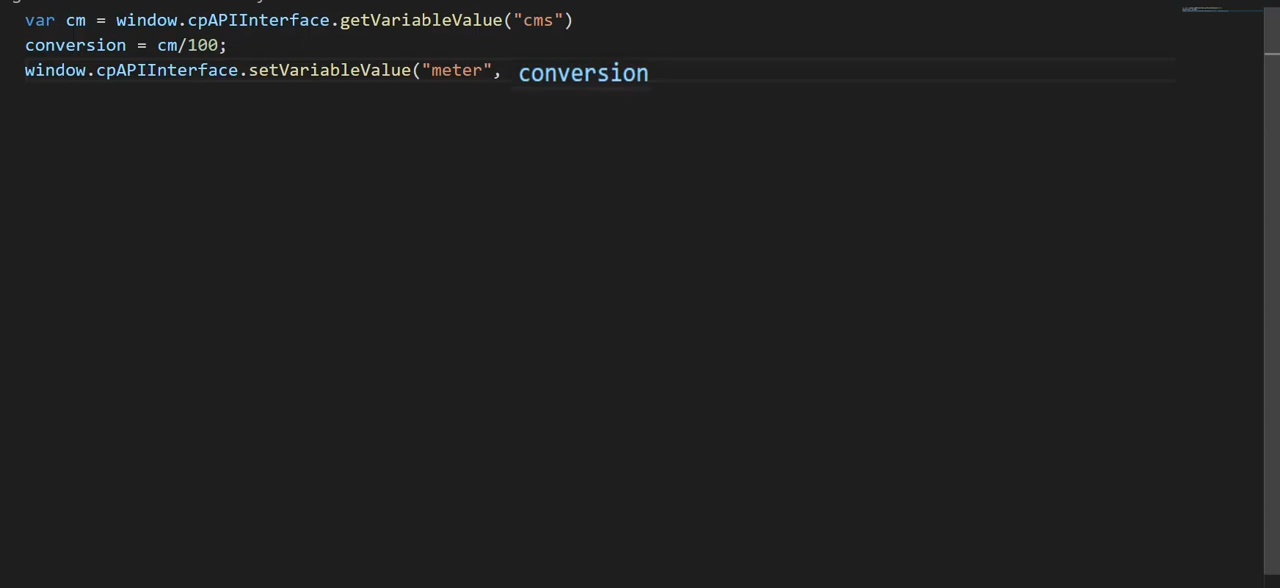 var cm = window.cpAPIInterface.getVariableValue("cms")
conversion = cm/100;
window.cpAPIInterface.setVariableValue("meter", conversion